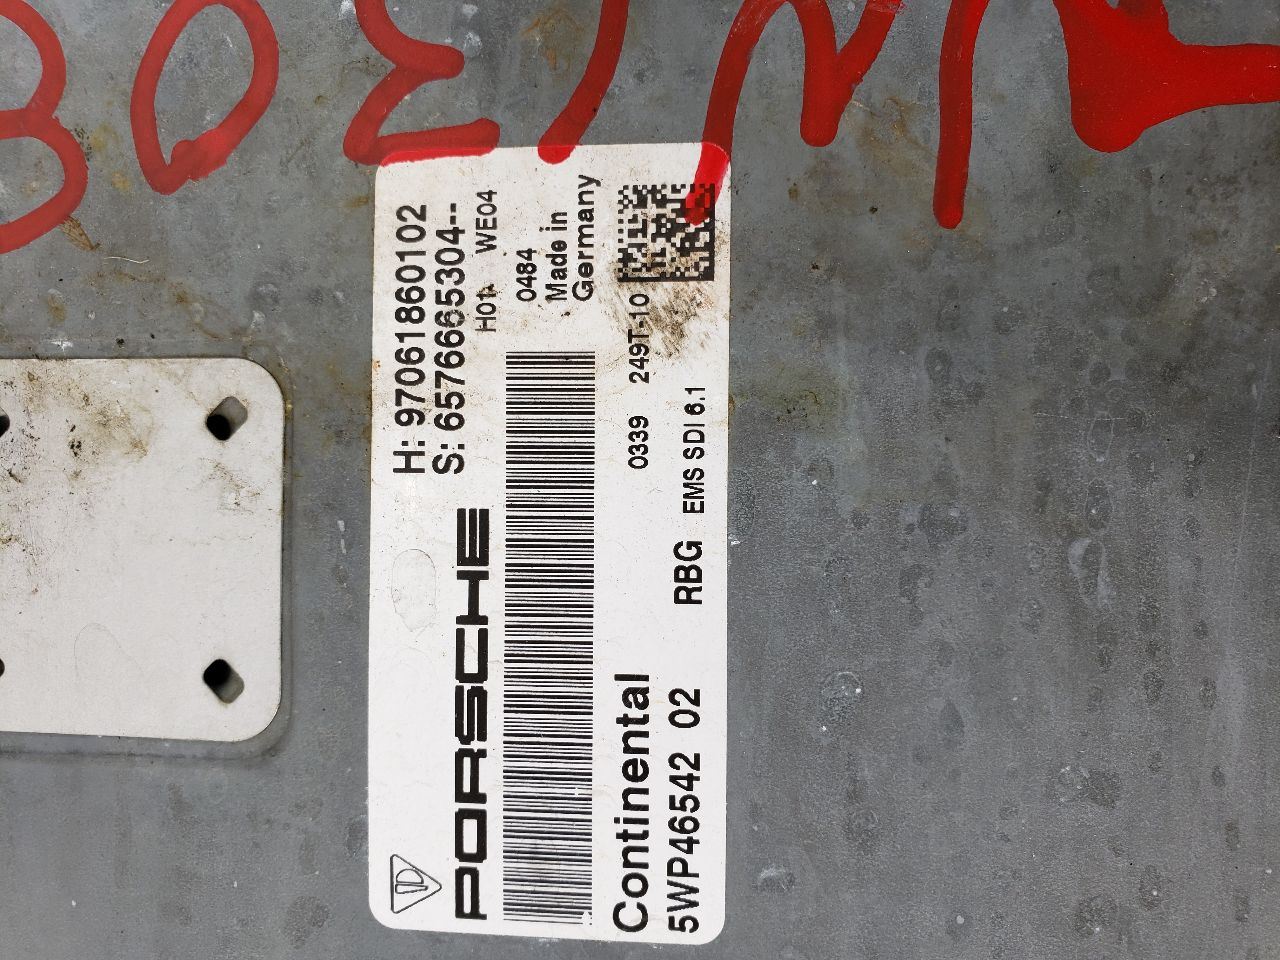 H: 97061860102
S: 6576665304--
PORSCHE
H01 WE04
0484
Made in
Germany
Continental
0339 249T-10
5WP46542 02
RBG EMS SDI 6.1